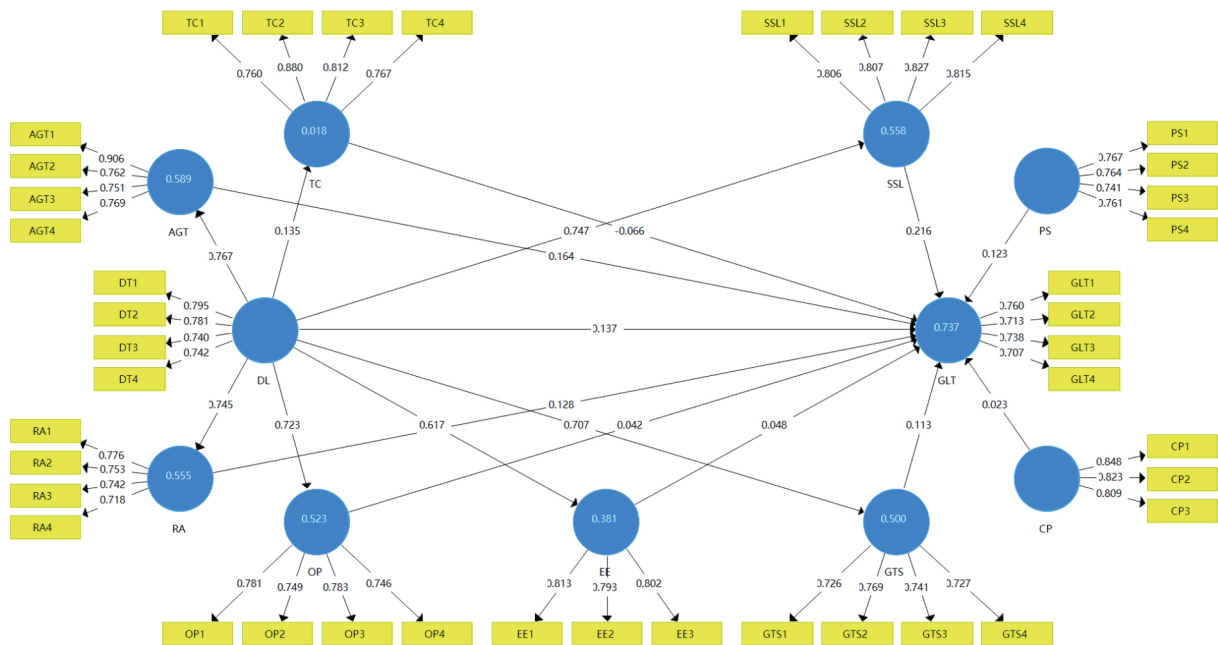 TC1 TC2 TC3 TC4
0.760 0.880 0.812 0.767
0.018
TC
SSL1 SSL2 SSL3 SSL4
0.806 0.807 0.827 0.815
0.558
SSL
AGT1
AGT2
AGT3
AGT4
0.906
0.762
0.751
0.769
0.589
AGT
PS1
PS2
PS3
PS4
0.767
0.764
0.741
0.761
PS
0.767
0.135
0.747
-0.066
0.164
0.216
0.123
DT1
DT2
DT3
DT4
0.795
0.781
0.740
0.742
DL
0.137
GLT1
GLT2
GLT3
GLT4
0.760
0.713
0.738
0.707
0.737
GLT
0.745
0.723
0.617
0.128
0.707
0.042
0.048
0.113
0.023
RA1
RA2
RA3
RA4
0.776
0.753
0.742
0.718
0.555
RA
CP1
CP2
CP3
0.848
0.823
0.809
CP
0.523
OP
0.781 0.749 0.783 0.746
OP1 OP2 OP3 OP4
0.381
EE
0.813 0.793 0.802
EE1 EE2 EE3
0.500
GTS
0.726 0.769 0.741 0.727
GTS1 GTS2 GTS3 GTS4